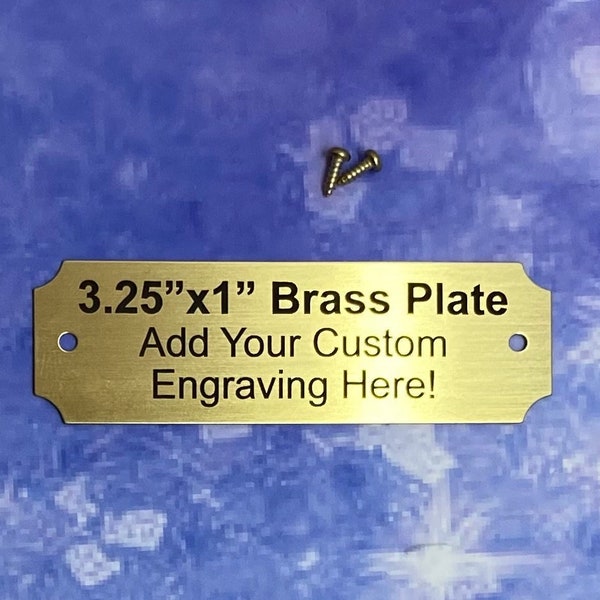 3.25”x1” Brass Plate
Add Your Custom
Engraving Here!